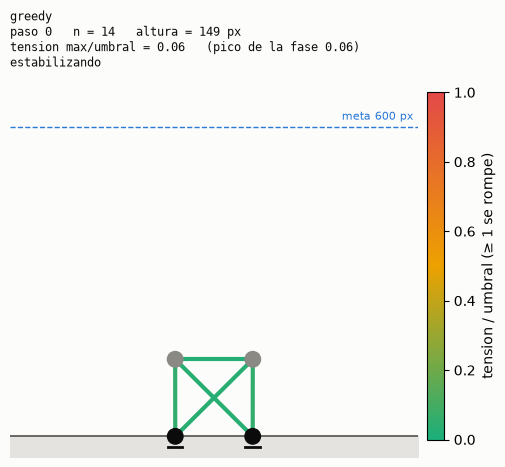 greedy
paso 0   n = 14   altura = 149 px
tension max/umbral = 0.06   (pico de la fase 0.06)
estabilizando
meta 600 px
1.0
0.8
0.6
0.4
0.2
0.0
tension / umbral (≥ 1 se rompe)